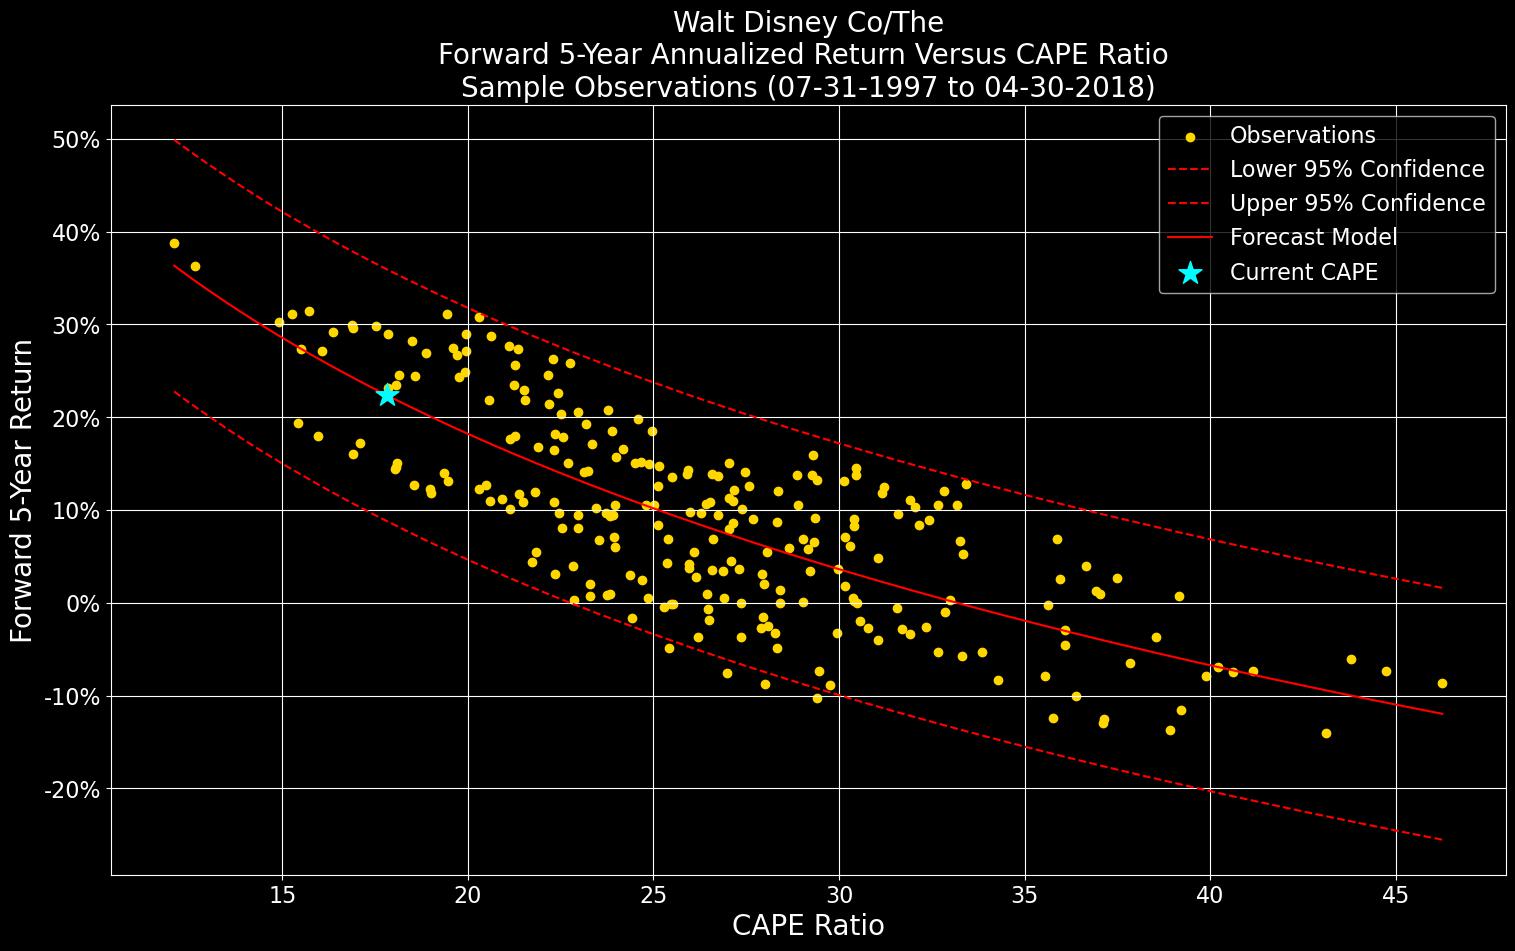 Walt Disney Co/The
Forward 5-Year Annualized Return Versus CAPE Ratio
Sample Observations (07-31-1997 to 04-30-2018)
Observations
Lower 95% Confidence
Upper 95% Confidence
Forecast Model
Current CAPE
Forward 5-Year Return
50%
40%
30%
20%
10%
0%
-10%
-20%
15 20 25 30 35 40 45
CAPE Ratio